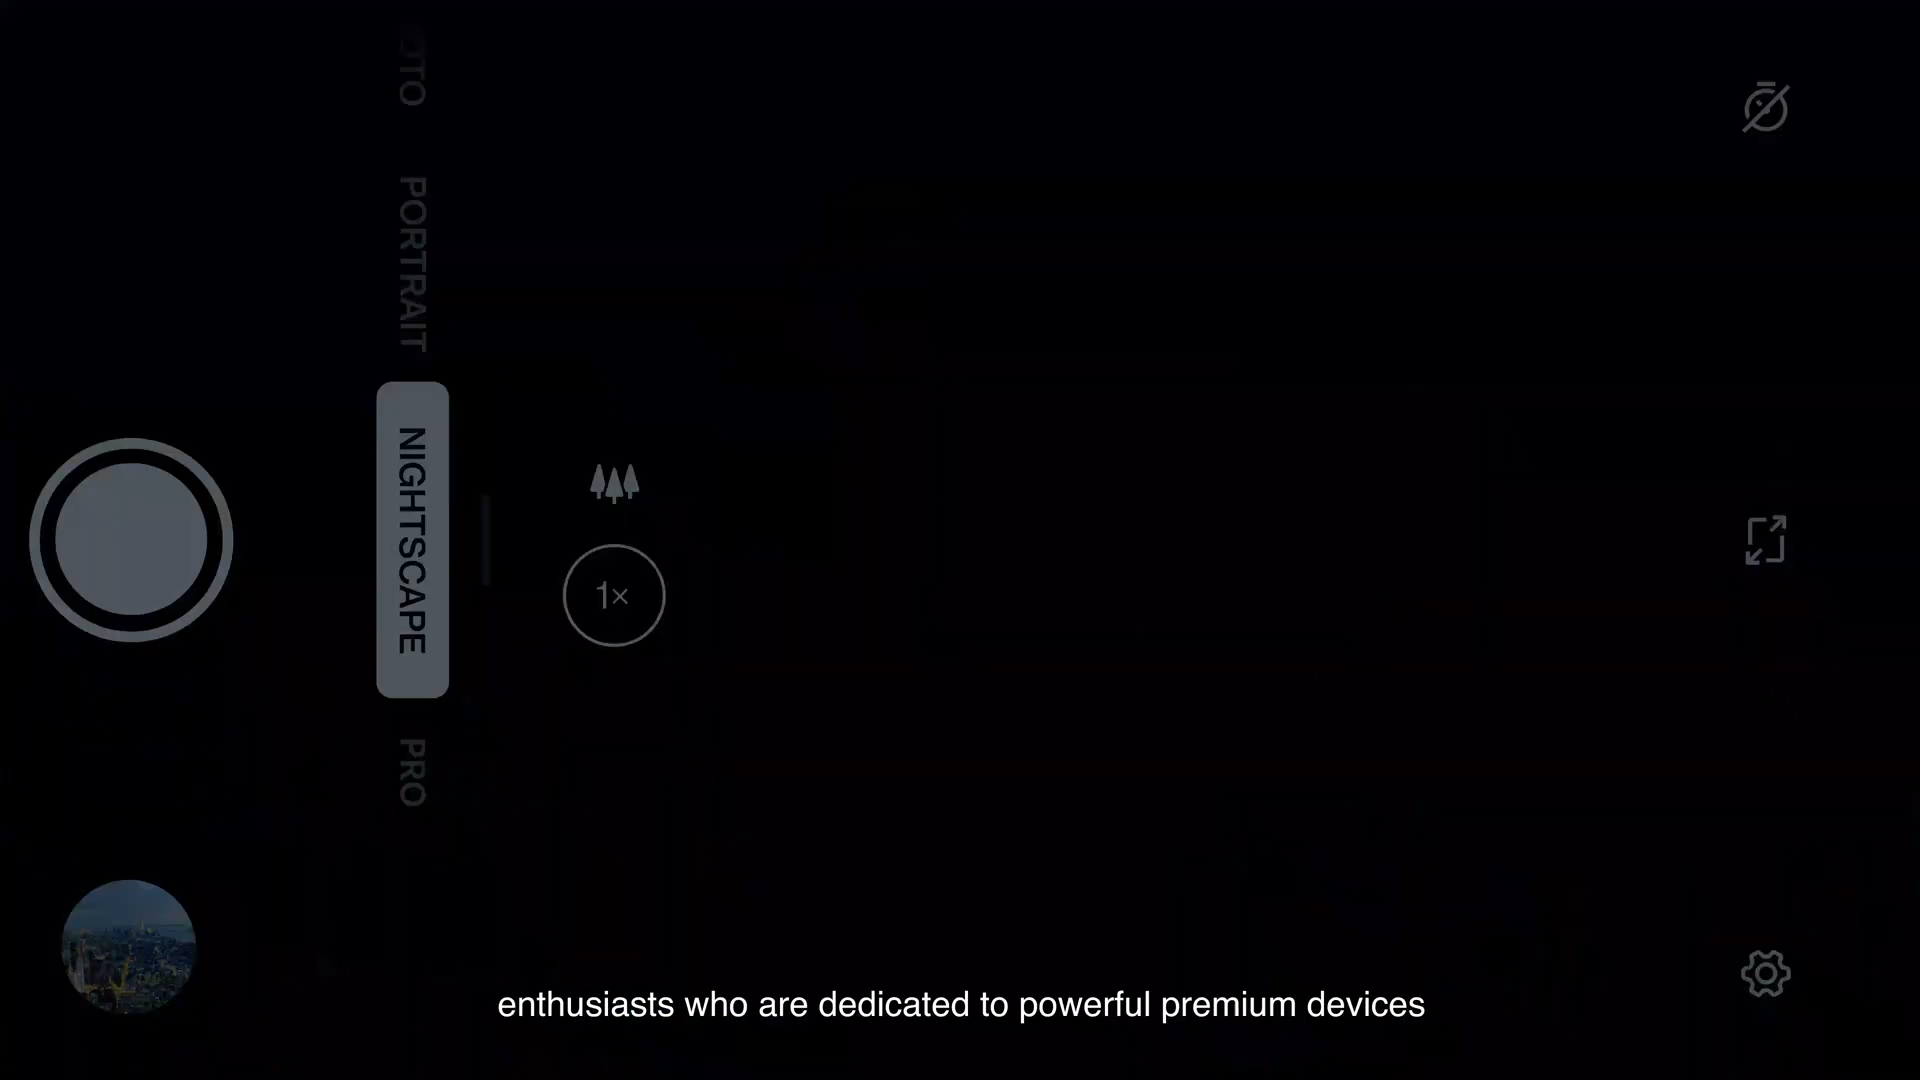 PORTRAIT
NIGHTSCAPE
1×
PRO
enthusiasts who are dedicated to powerful premium devices